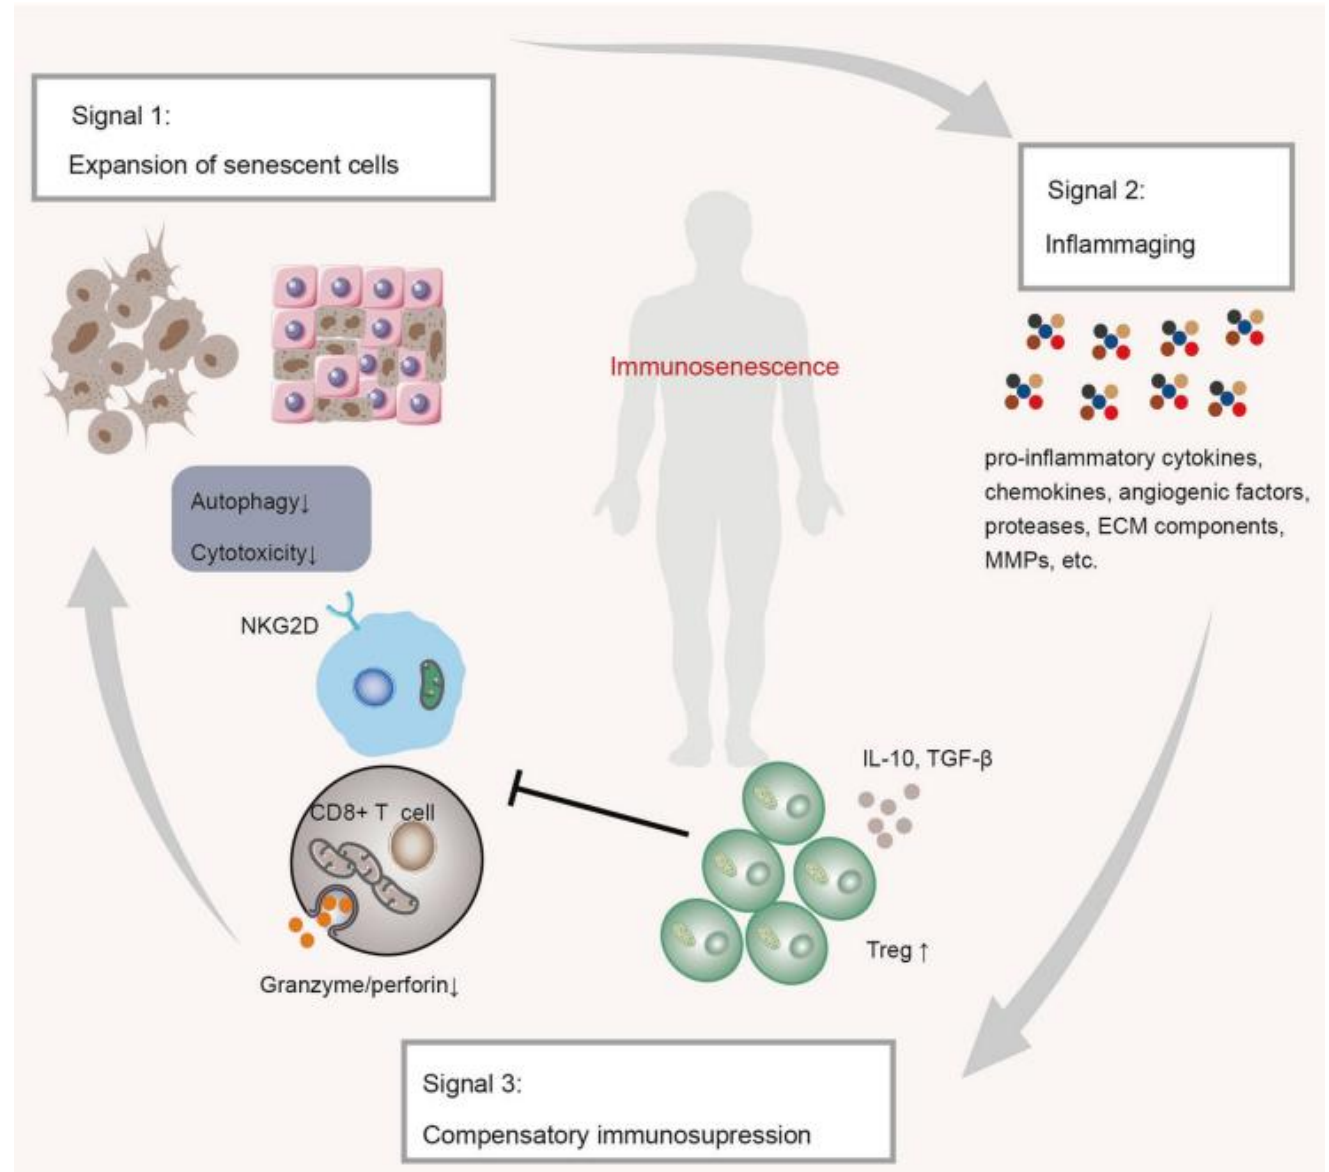 Signal 1:
Expansion of senescent cells
Signal 2:
Inflammaging
Immunosenescence
pro-inflammatory cytokines,
chemokines, angiogenic factors,
proteases, ECM components,
MMPs, etc.
Autophagy↓
Cytotoxicity↓
NKG2D
CD8+ T cell
Granzyme/perforin↓
IL-10, TGF-β
Treg ↑
Signal 3:
Compensatory immunosupression